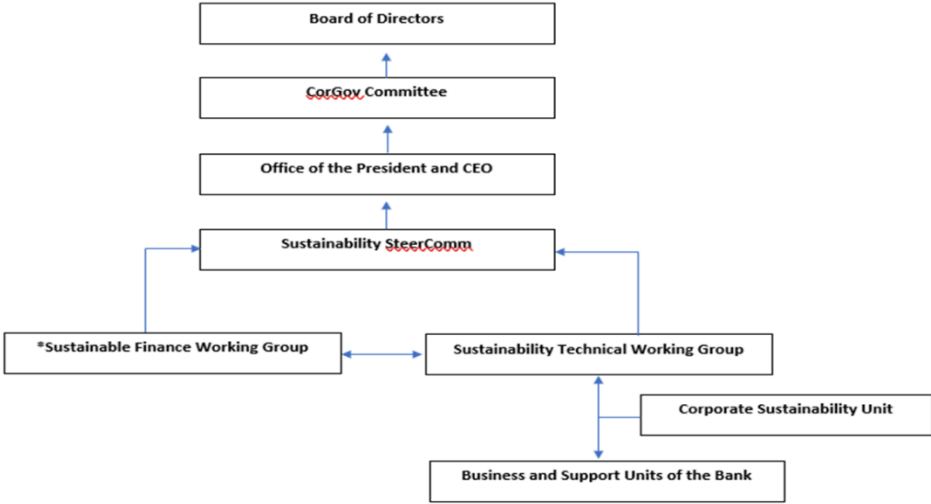 Board of Directors
CorGov Committee
Office of the President and CEO
Sustainability SteerComm
*Sustainable Finance Working Group
Sustainability Technical Working Group
Corporate Sustainability Unit
Business and Support Units of the Bank